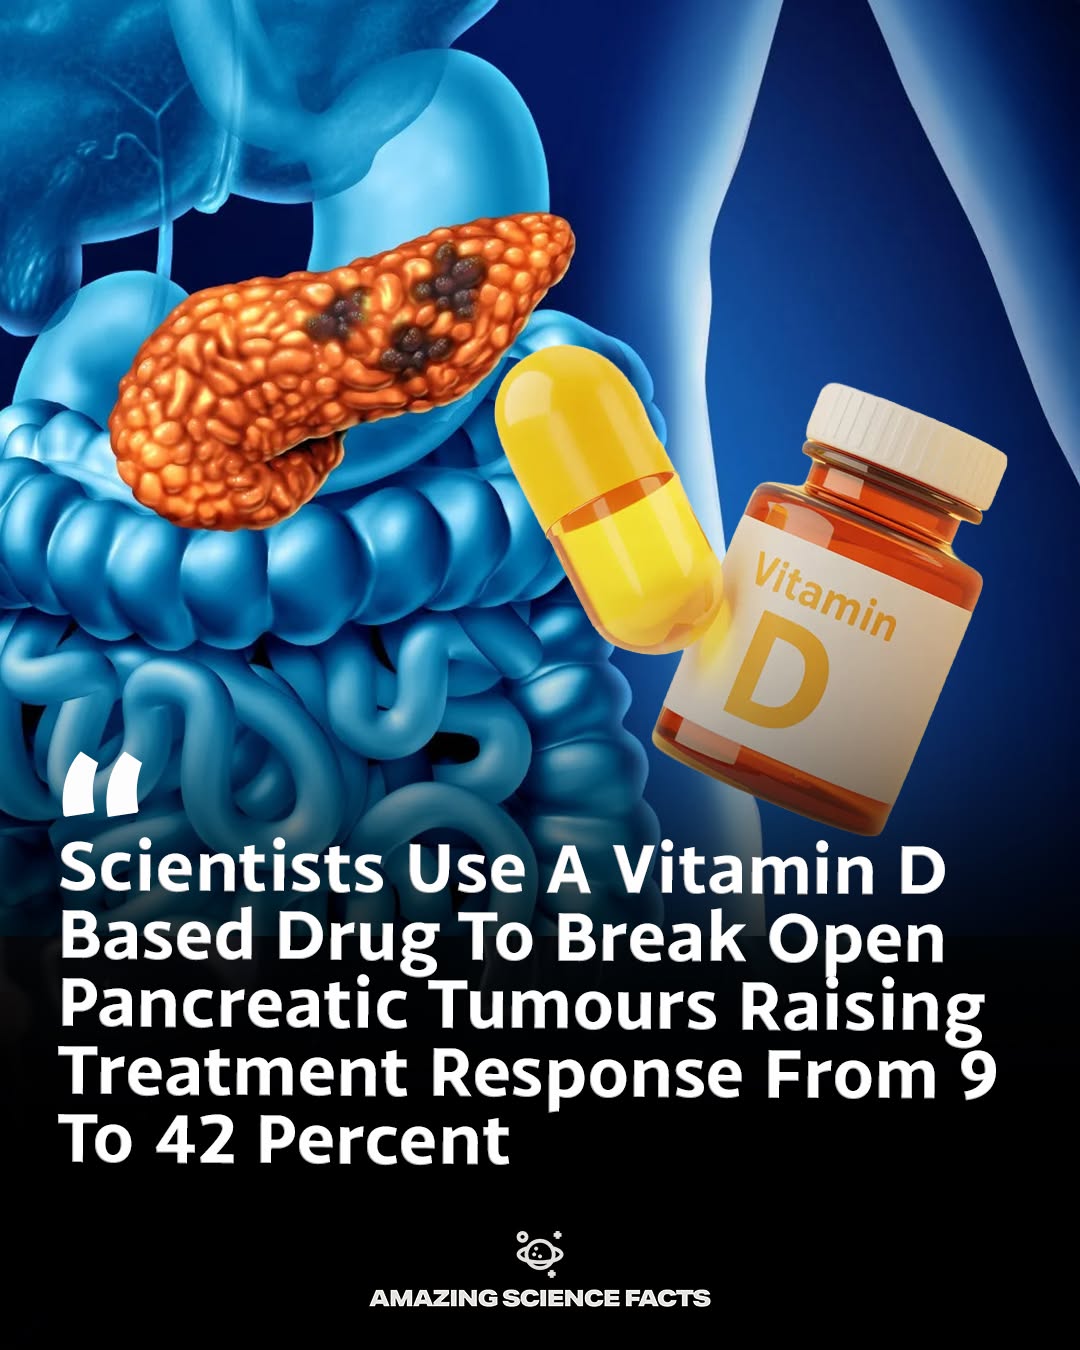 Vitamin
D
“
Scientists Use A Vitamin D
Based Drug To Break Open
Pancreatic Tumours Raising
Treatment Response From 9
To 42 Percent
AMAZING SCIENCE FACTS